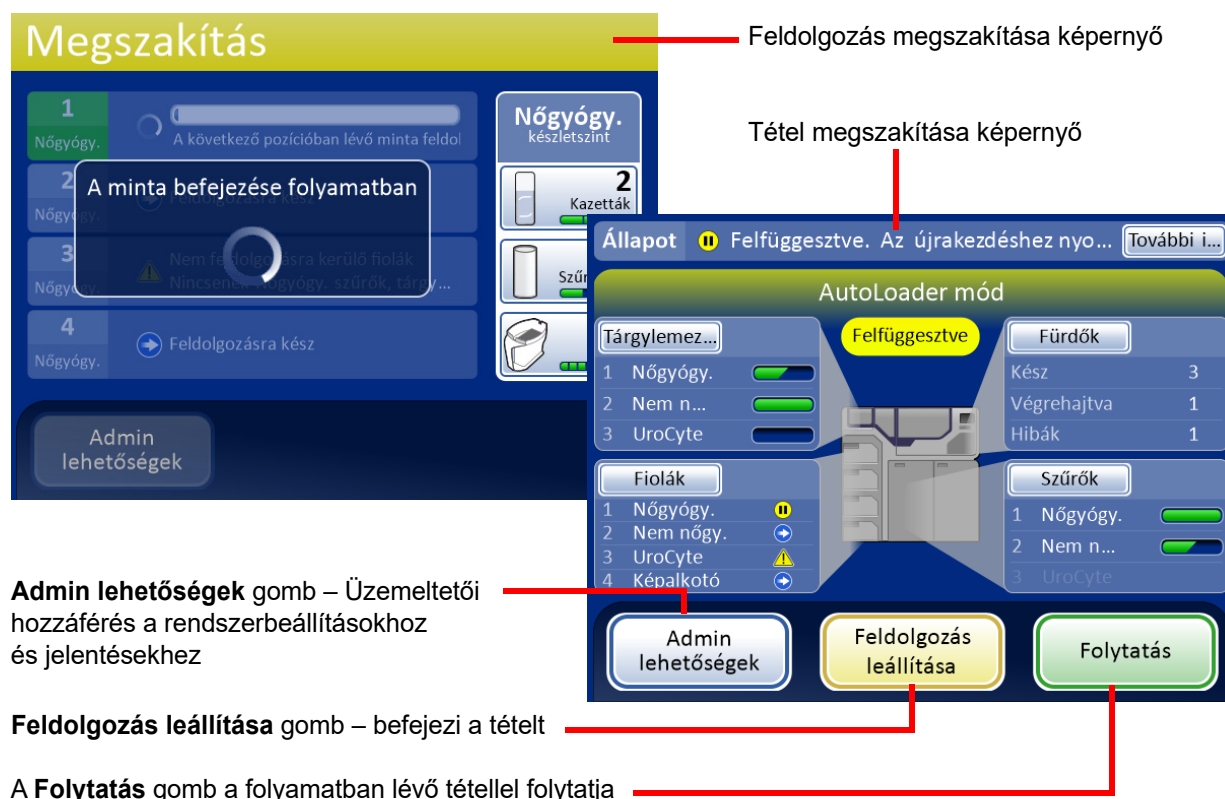 Megszakítás
Feldolgozás megszakítása képernyő
1
Nőgyógy.
A következő pozícióban lévő minta feldol
2
Nőgyógy.
Feldolgozásra kész
A minta befejezése folyamatban
3
Nőgyógy.
Nem feldolgozásra kerülő fiolák
Nincsenek Nőgyógy. szűrők, tárgy...
4
Nőgyógy.
Feldolgozásra kész
Admin
lehetőségek
Nőgyógy.
készletszint
2
Kazetták
Szűr
Tétel megszakítása képernyő
Állapot Felfüggesztve. Az újrakezdéshez nyo... További i...
AutoLoader mód
Felfüggesztve
Tárgylemez...
1 Nőgyógy.
2 Nem n...
3 UroCyte
Fürdők
Kész 3
Végrehajtva 1
Hibák 1
Fiolák
1 Nőgyógy.
2 Nem nőgy.
3 UroCyte
4 Képalkotó
Szűrők
1 Nőgyógy.
2 Nem n...
3 UroCyte
Admin
lehetőségek
Feldolgozás
leállítása
Folytatás
Admin lehetőségek gomb – Üzemeltetői
hozzáférés a rendszerbeállításokhoz
és jelentésekhez
Feldolgozás leállítása gomb – befejezi a tételt
A Folytatás gomb a folyamatban lévő tétellel folytatja